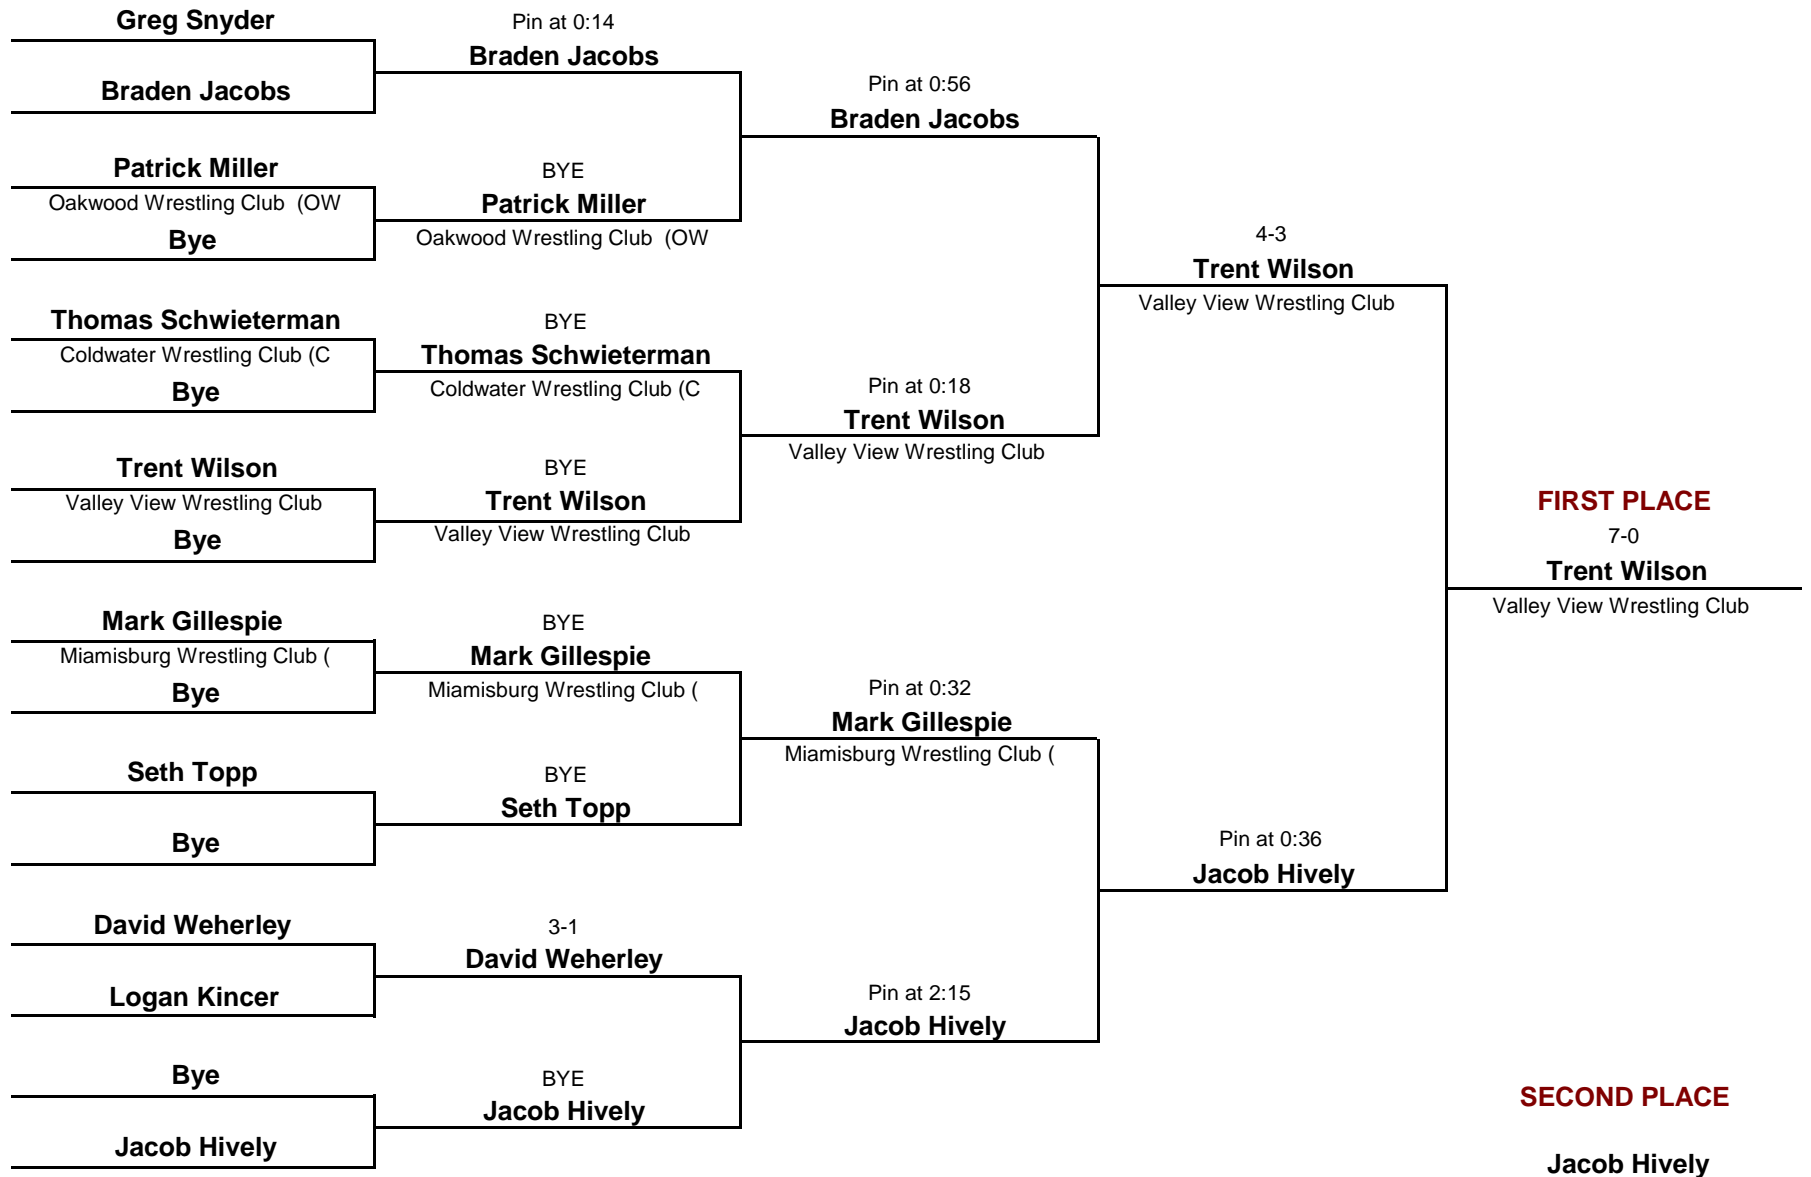 Greg Snyder
Braden Jacobs
Patrick Miller
Oakwood Wrestling Club  (OW
Bye
Thomas Schwieterman
Coldwater Wrestling Club (C
Bye
Trent Wilson
Valley View Wrestling Club
Bye
Mark Gillespie
Miamisburg Wrestling Club (
Bye
Seth Topp
Bye
David Weherley
Logan Kincer
Bye
Jacob Hively
Pin at 0:14
Braden Jacobs
BYE
Patrick Miller
Oakwood Wrestling Club  (OW
BYE
Thomas Schwieterman
Coldwater Wrestling Club (C
BYE
Trent Wilson
Valley View Wrestling Club
BYE
Mark Gillespie
Miamisburg Wrestling Club (
BYE
Seth Topp
3-1
David Weherley
BYE
Jacob Hively
Pin at 0:56
Braden Jacobs
Pin at 0:18
Trent Wilson
Valley View Wrestling Club
Pin at 0:32
Mark Gillespie
Miamisburg Wrestling Club (
Pin at 2:15
Jacob Hively
4-3
Trent Wilson
Valley View Wrestling Club
Pin at 0:36
Jacob Hively
FIRST PLACE
7-0
Trent Wilson
Valley View Wrestling Club
SECOND PLACE
Jacob Hively